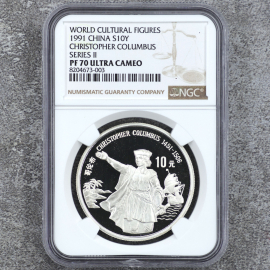 WORLD CULTURAL FIGURES
1991 CHINA S10Y
CHRISTOPHER COLUMBUS
SERIES II
PF 70 ULTRA CAMEO
8204673-003
NUMISMATIC GUARANTY COMPANY
NGC
CHRISTOPHER COLUMBUS 1451-1506
哥伦布
10元